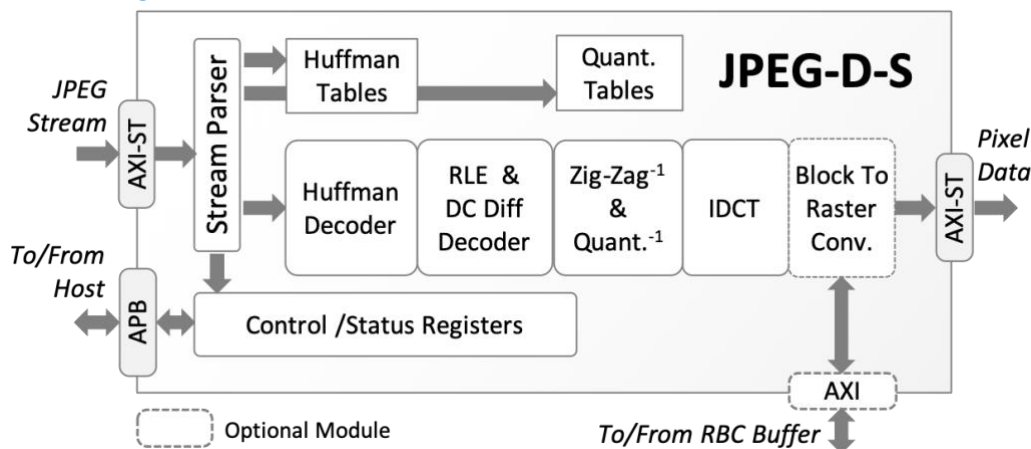 JPEG-D-S
JPEG
Stream
AXI-ST
Stream Parser
Huffman
Tables
Quant.
Tables
Huffman
Decoder
RLE &
DC Diff
Decoder
Zig-Zag⁻¹
&
Quant.⁻¹
IDCT
Block To
Raster
Conv.
AXI-ST
Pixel
Data
To/From
Host
APB
Control /Status Registers
AXI
Optional Module
To/From RBC Buffer